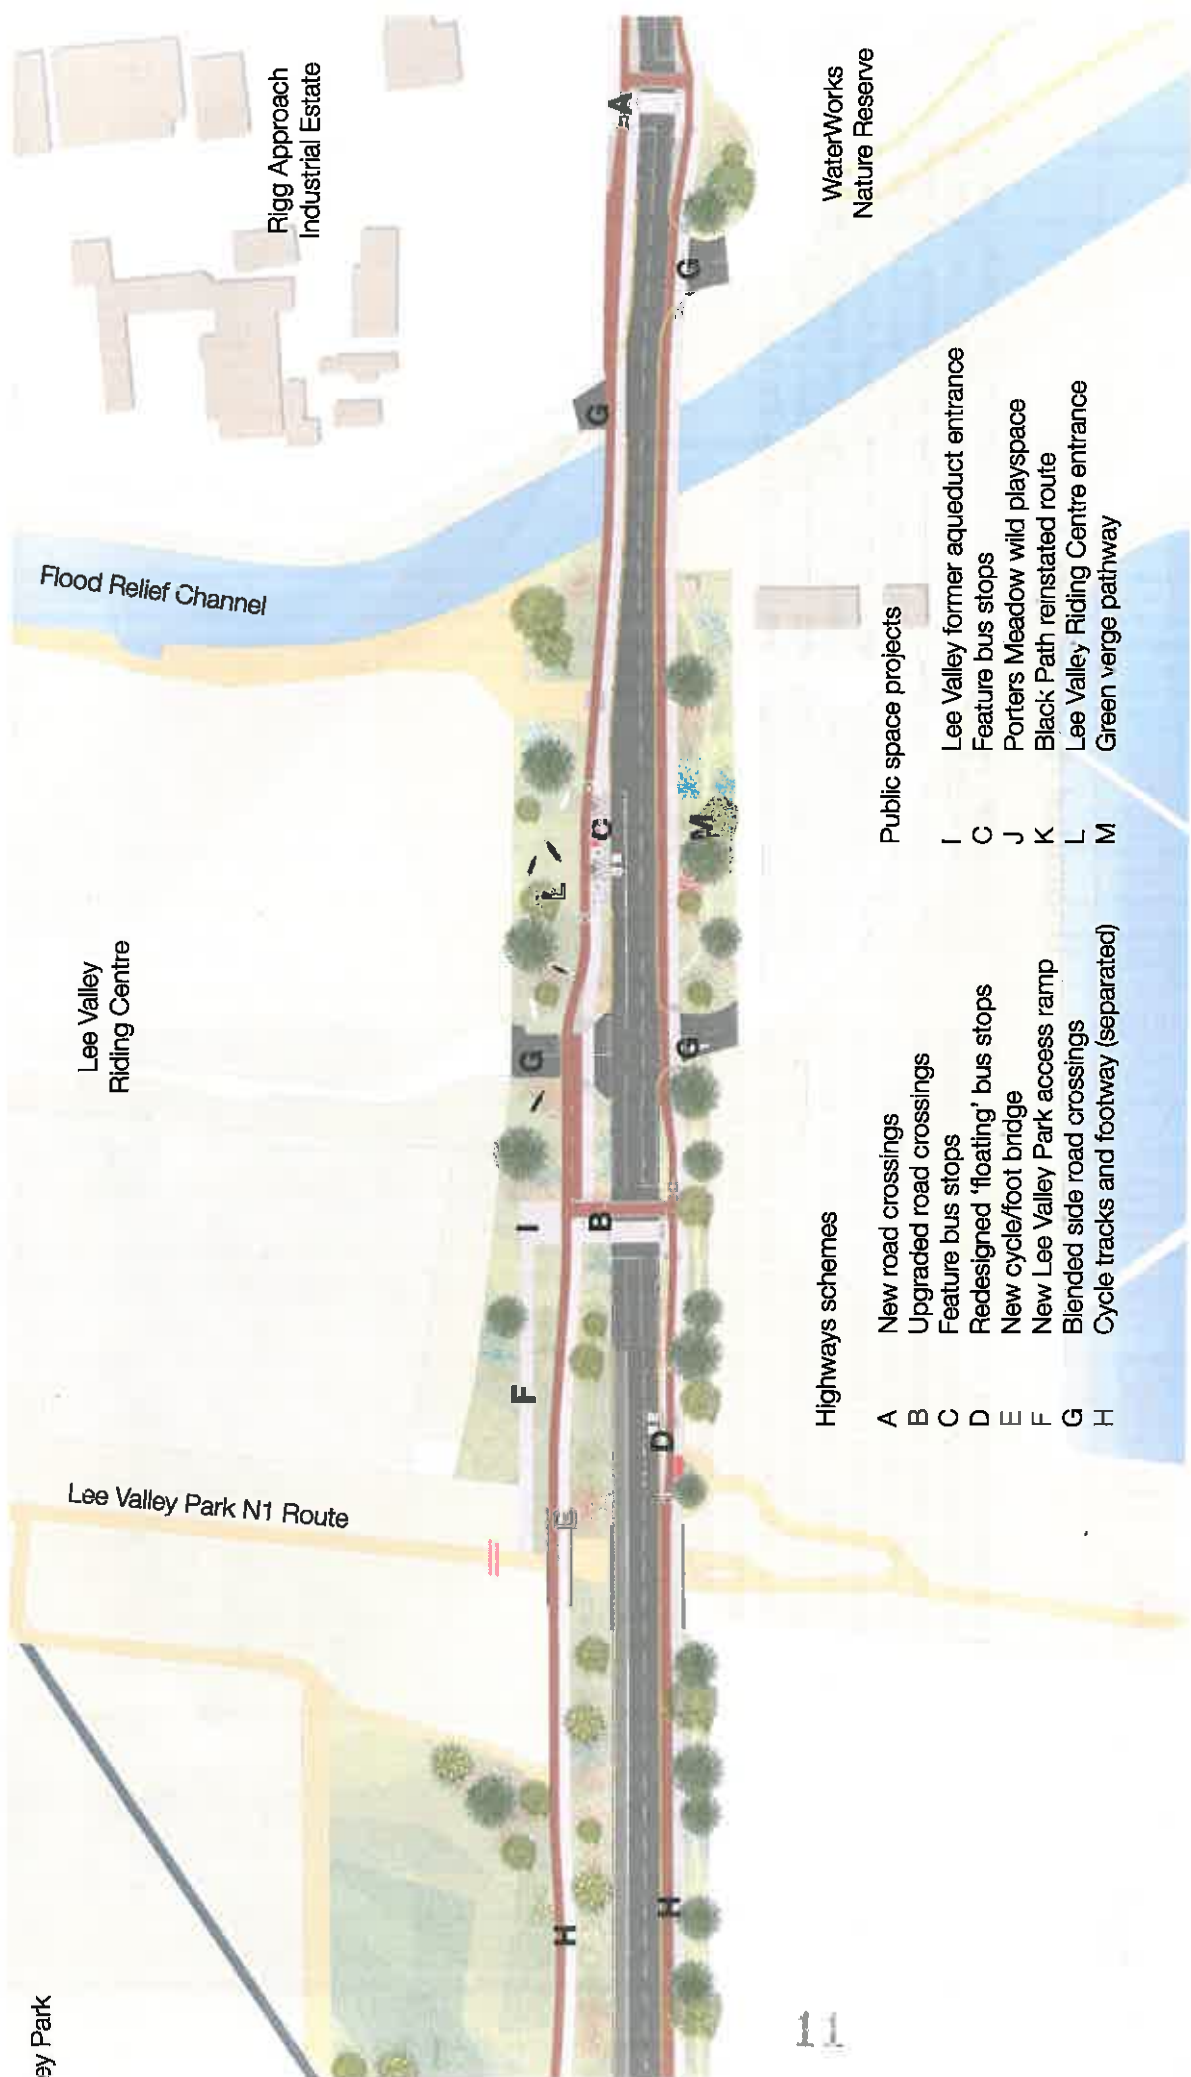 ey Park
Lee Valley Park N1 Route
Lee Valley
Riding Centre
Flood Relief Channel
Rigg Approach
Industrial Estate
WaterWorks
Nature Reserve
H
H
E
F
D
I
B
G
G
L
C
M
G
G
A
Highways schemes
A New road crossings
B Upgraded road crossings
C Feature bus stops
D Redesigned 'floating' bus stops
E New cycle/foot bridge
F New Lee Valley Park access ramp
G Blended side road crossings
H Cycle tracks and footway (separated)
Public space projects
I Lee Valley former aqueduct entrance
C Feature bus stops
J Porters Meadow wild playspace
K Black Path reinstated route
L Lee Valley Riding Centre entrance
M Green verge pathway
11